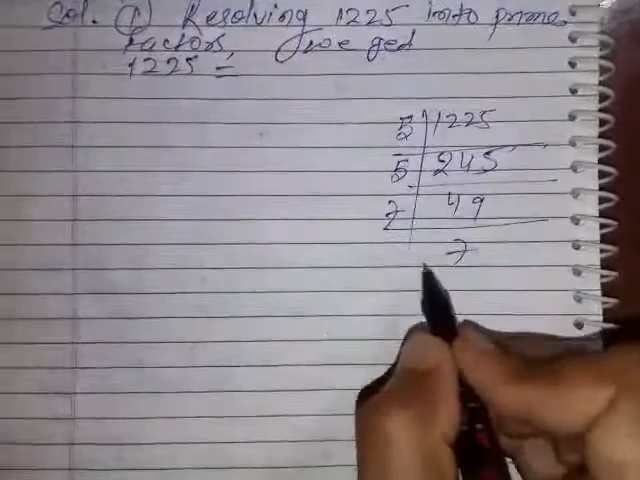 Sol. (i) Resolving 1225 into prime
factors, we get
1225 =
5 1225
5 245
7 49
7